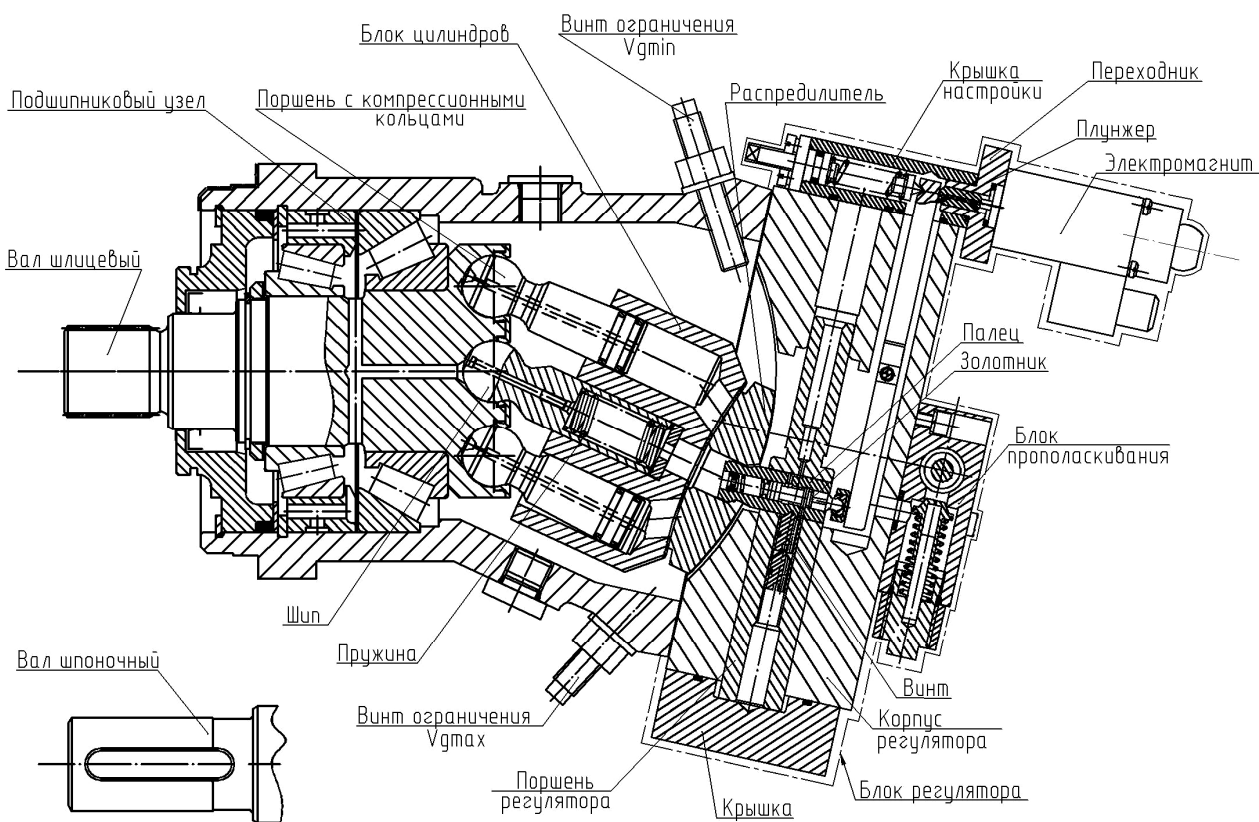 Винт ограничения
Vgmin
Блок цилиндров
Крышка
настройки
Переходник
Подшипниковый узел
Поршень с компрессионными
кольцами
Распредилитель
Плунжер
Электромагнит
Вал шлицевый
Палец
Золотник
Блок
прополаскивания
Шип
Пружина
Вал шпоночный
Винт
Винт ограничения
Vgmax
Корпус
регулятора
Поршень
регулятора
Крышка
Блок регулятора